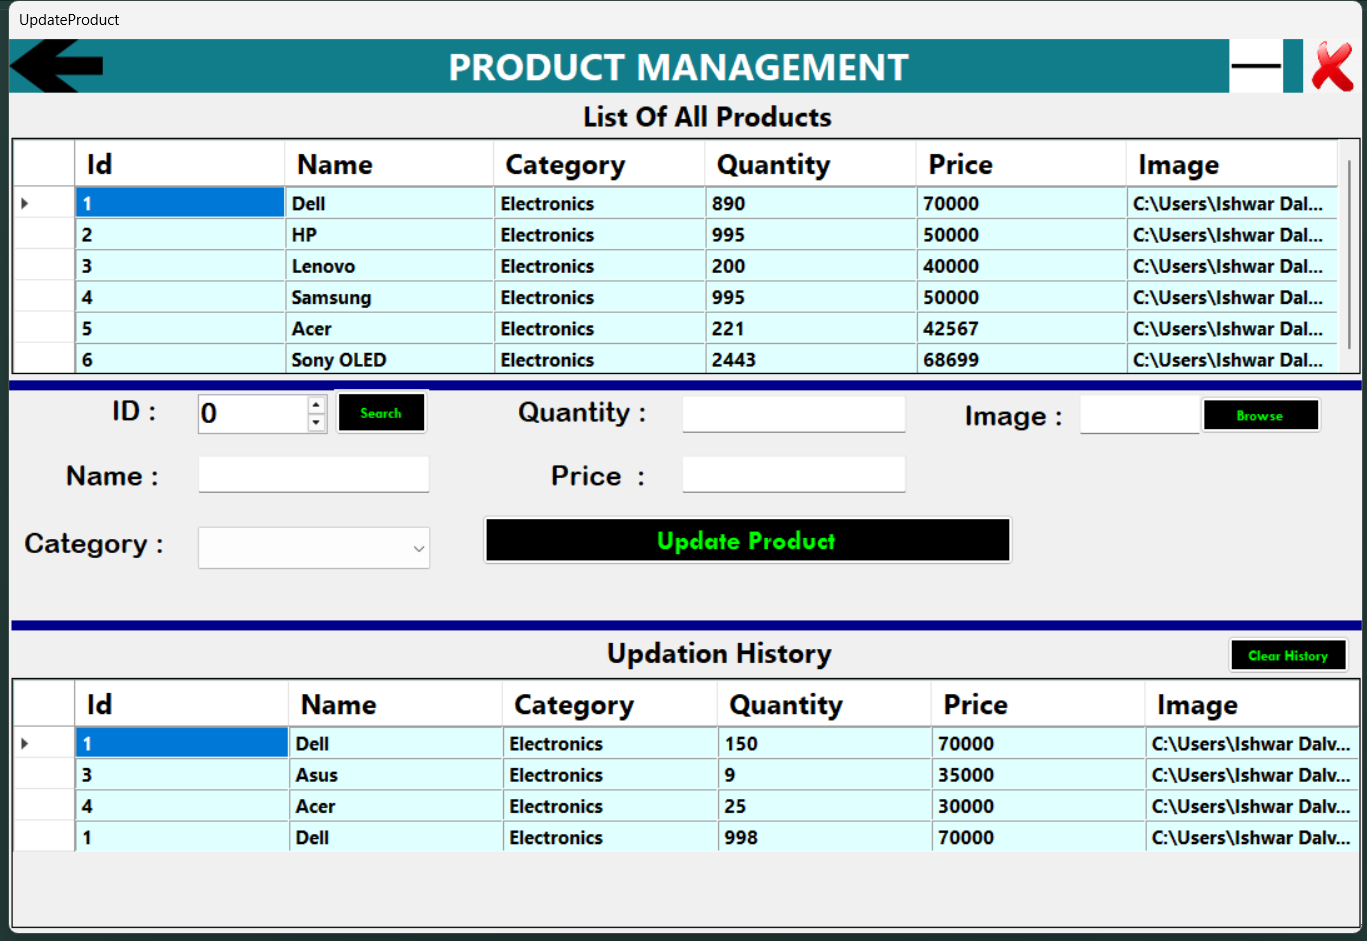 UpdateProduct
PRODUCT MANAGEMENT
List Of All Products
Id Name Category Quantity Price Image
1 Dell Electronics 890 70000 C:\Users\Ishwar Dal...
2 HP Electronics 995 50000 C:\Users\Ishwar Dal...
3 Lenovo Electronics 200 40000 C:\Users\Ishwar Dal...
4 Samsung Electronics 995 50000 C:\Users\Ishwar Dal...
5 Acer Electronics 221 42567 C:\Users\Ishwar Dal...
6 Sony OLED Electronics 2443 68699 C:\Users\Ishwar Dal...
ID : 0 Search Quantity : Image : Browse
Name : Price :
Category : Update Product
Updation History Clear History
Id Name Category Quantity Price Image
1 Dell Electronics 150 70000 C:\Users\Ishwar Dalv...
3 Asus Electronics 9 35000 C:\Users\Ishwar Dalv...
4 Acer Electronics 25 30000 C:\Users\Ishwar Dalv...
1 Dell Electronics 998 70000 C:\Users\Ishwar Dalv...